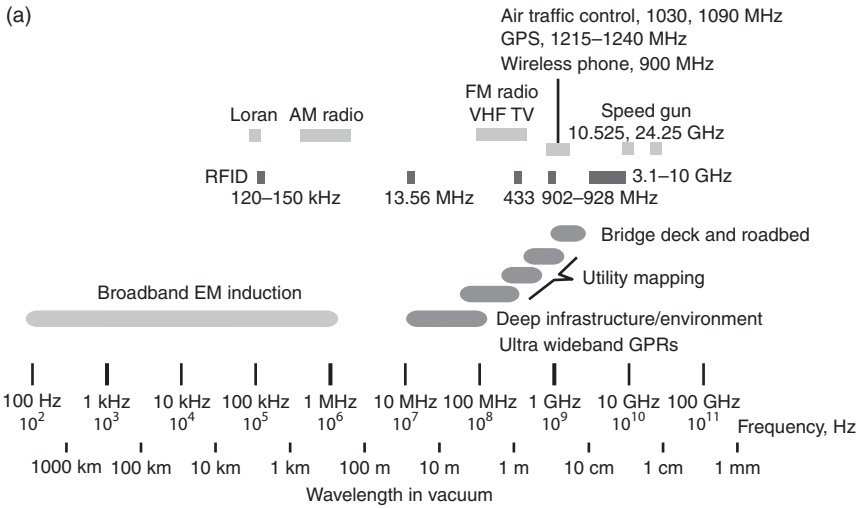 (a)
Air traffic control, 1030, 1090 MHz
GPS, 1215–1240 MHz
Wireless phone, 900 MHz
FM radio
Loran AM radio VHF TV Speed gun
10.525, 24.25 GHz
RFID 3.1–10 GHz
120–150 kHz 13.56 MHz 433 902–928 MHz
Bridge deck and roadbed
Utility mapping
Broadband EM induction
Deep infrastructure/environment
Ultra wideband GPRs
100 Hz 1 kHz 10 kHz 100 kHz 1 MHz 10 MHz 100 MHz 1 GHz 10 GHz 100 GHz
10² 10³ 10⁴ 10⁵ 10⁶ 10⁷ 10⁸ 10⁹ 10¹⁰ 10¹¹ Frequency, Hz
1000 km 100 km 10 km 1 km 100 m 10 m 1 m 10 cm 1 cm 1 mm
Wavelength in vacuum